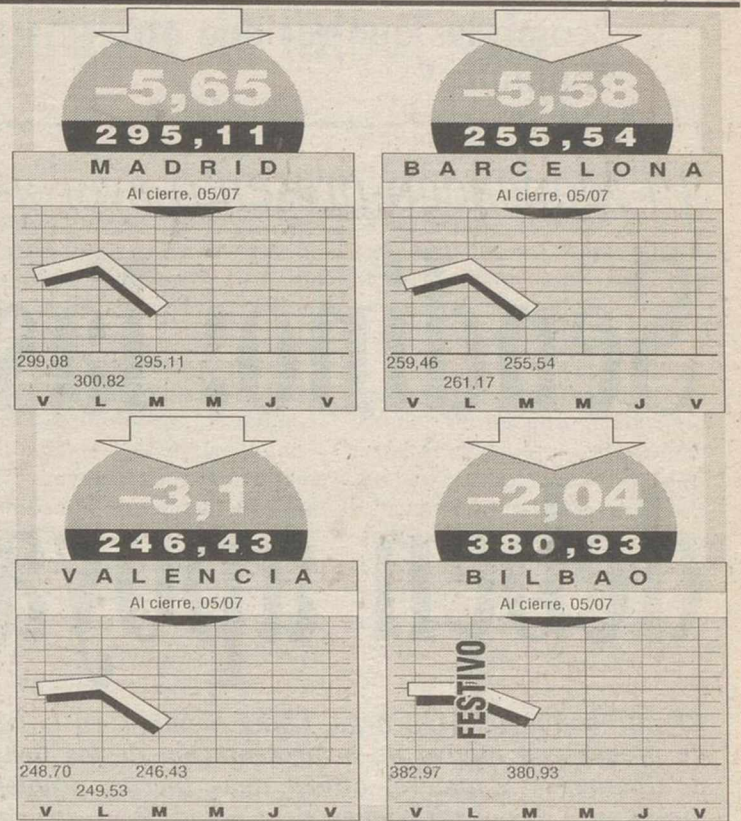 –5,65
295,11
MADRID
Al cierre, 05/07
299,08 295,11
300,82
V L M M J V
–5,58
255,54
BARCELONA
Al cierre, 05/07
259,46 255,54
261,17
V L M M J V
–3,1
246,43
VALENCIA
Al cierre, 05/07
248,70 246,43
249,53
V L M M J V
–2,04
380,93
BILBAO
Al cierre, 05/07
FESTIVO
382,97 380,93
V L M M J V